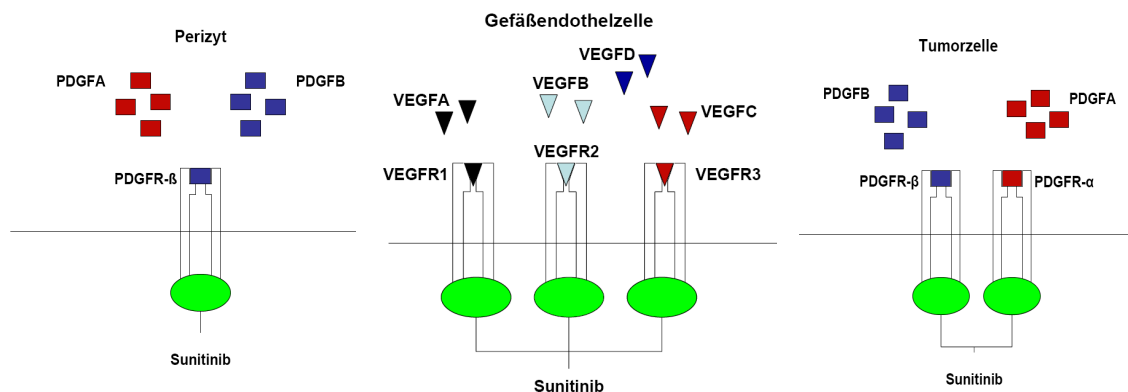 Perizyt
PDGFA
PDGFB
PDGFR-ß
Sunitinib
Gefäßendothelzelle
VEGFD
VEGFB
VEGFA
VEGFC
VEGFR2
VEGFR1
VEGFR3
Sunitinib
Tumorzelle
PDGFB
PDGFA
PDGFR-β
PDGFR-α
Sunitinib